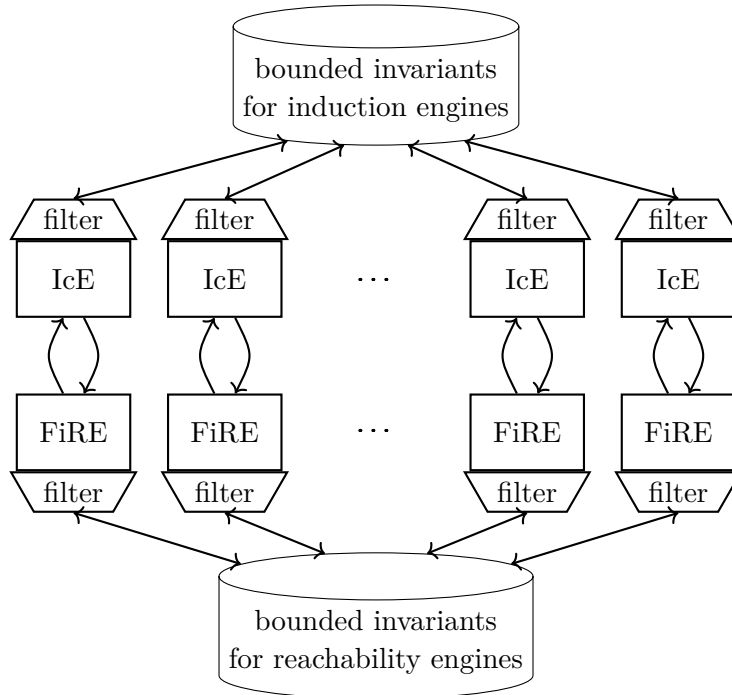 bounded invariants
for induction engines
filter filter filter filter
IcE IcE ... IcE IcE
FiRE FiRE ... FiRE FiRE
filter filter filter filter
bounded invariants
for reachability engines